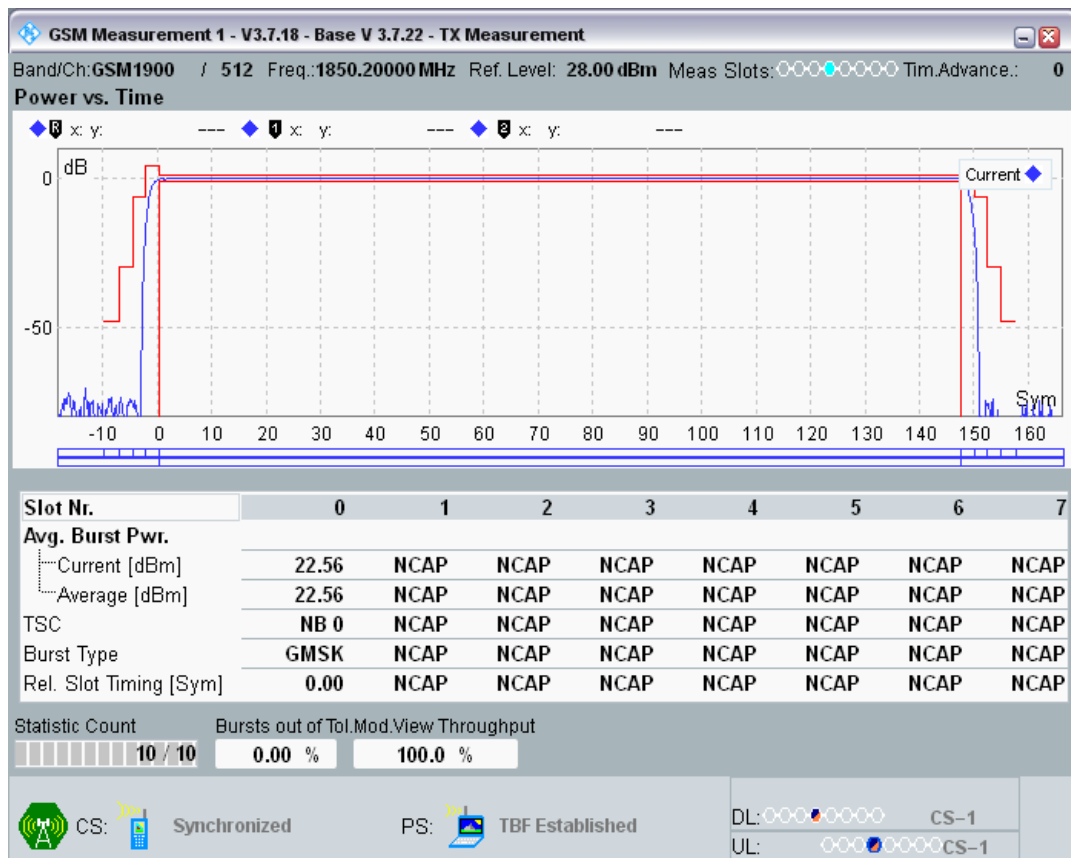 GSM Measurement 1 - V3.7.18 - Base V 3.7.22 - TX Measurement
Band/Ch:GSM1900 / 512 Freq.:1850.20000 MHz Ref. Level: 28.00 dBm Meas Slots: Tim.Advance.: 0
Power vs. Time
R x: y: --- 1 x: y: --- 2 x: y: ---
dB
Current
0
-50
Sym
-10 0 10 20 30 40 50 60 70 80 90 100 110 120 130 140 150 160
Slot Nr. 0 1 2 3 4 5 6 7
Avg. Burst Pwr.
Current [dBm] 22.56 NCAP NCAP NCAP NCAP NCAP NCAP NCAP
Average [dBm] 22.56 NCAP NCAP NCAP NCAP NCAP NCAP NCAP
TSC NB 0 NCAP NCAP NCAP NCAP NCAP NCAP NCAP
Burst Type GMSK NCAP NCAP NCAP NCAP NCAP NCAP NCAP
Rel. Slot Timing [Sym] 0.00 NCAP NCAP NCAP NCAP NCAP NCAP NCAP
Statistic Count Bursts out of Tol.Mod.View Throughput
10 / 10 0.00 % 100.0 %
CS: Synchronized PS: TBF Established
DL: CS-1
UL: CS-1